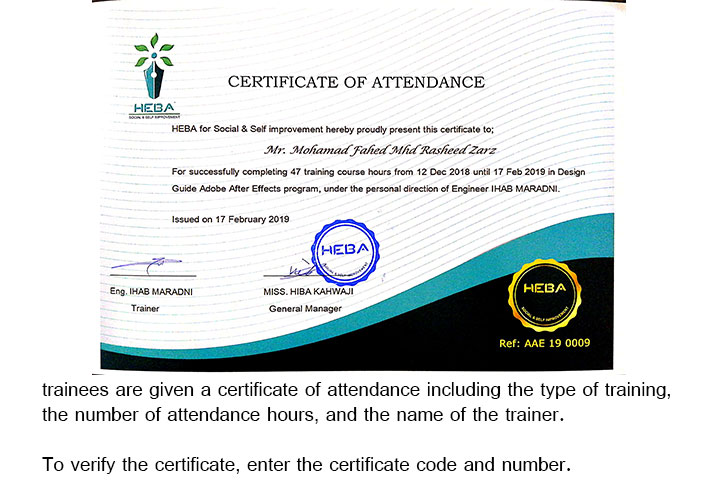 HEBA
SOCIAL & SELF IMPROVEMENT
CERTIFICATE OF ATTENDANCE
HEBA for Social & Self improvement hereby proudly present this certificate to;
Mr. Mohamad Fahed Mhd Rasheed Zarz
For successfully completing 47 training course hours from 12 Dec 2018 until 17 Feb 2019 in Design
Guide Adobe After Effects program, under the personal direction of Engineer IHAB MARADNI.
Issued on 17 February 2019
HEBA
SOCIAL & SELF IMPROVEMENT
Eng. IHAB MARADNI
Trainer
MISS. HIBA KAHWAJI
General Manager
HEBA
SOCIAL & SELF IMPROVEMENT
Ref: AAE 19 0009
trainees are given a certificate of attendance including the type of training,
the number of attendance hours, and the name of the trainer.
To verify the certificate, enter the certificate code and number.